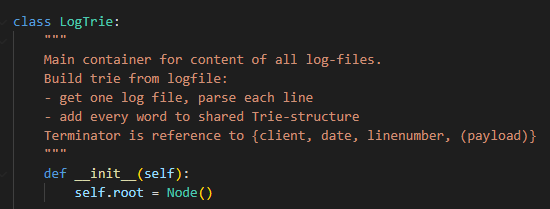 class LogTrie:
    """
    Main container for content of all log-files.
    Build trie from logfile:
    - get one log file, parse each line
    - add every word to shared Trie-structure
    Terminator is reference to {client, date, linenumber, (payload)}
    """
    def __init__(self):
        self.root = Node()